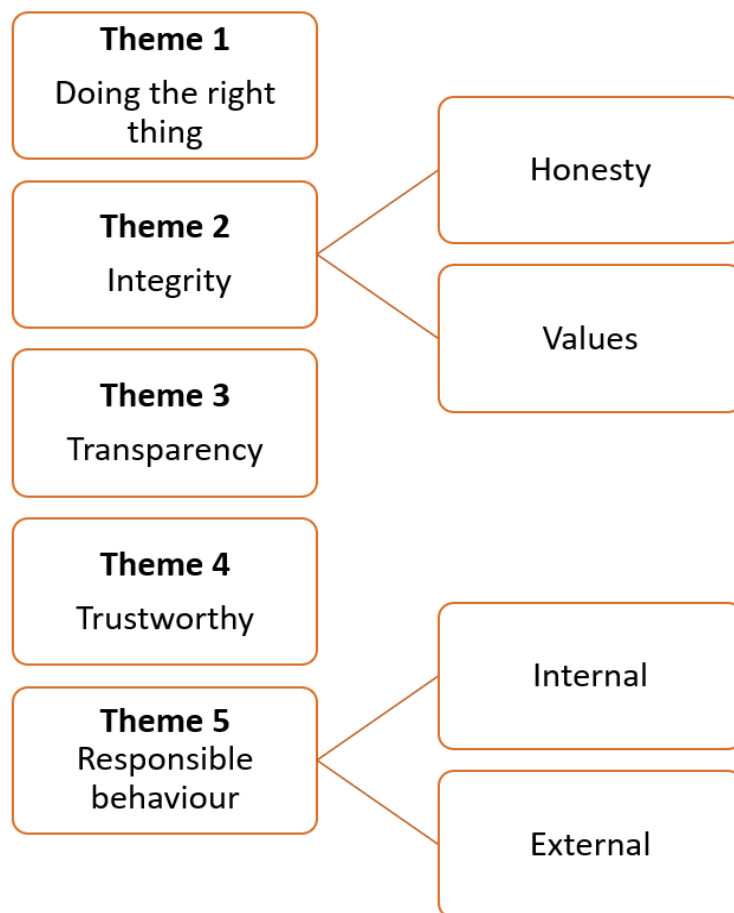 Theme 1
Doing the right
thing
Theme 2
Integrity
Honesty
Values
Theme 3
Transparency
Theme 4
Trustworthy
Theme 5
Responsible
behaviour
Internal
External